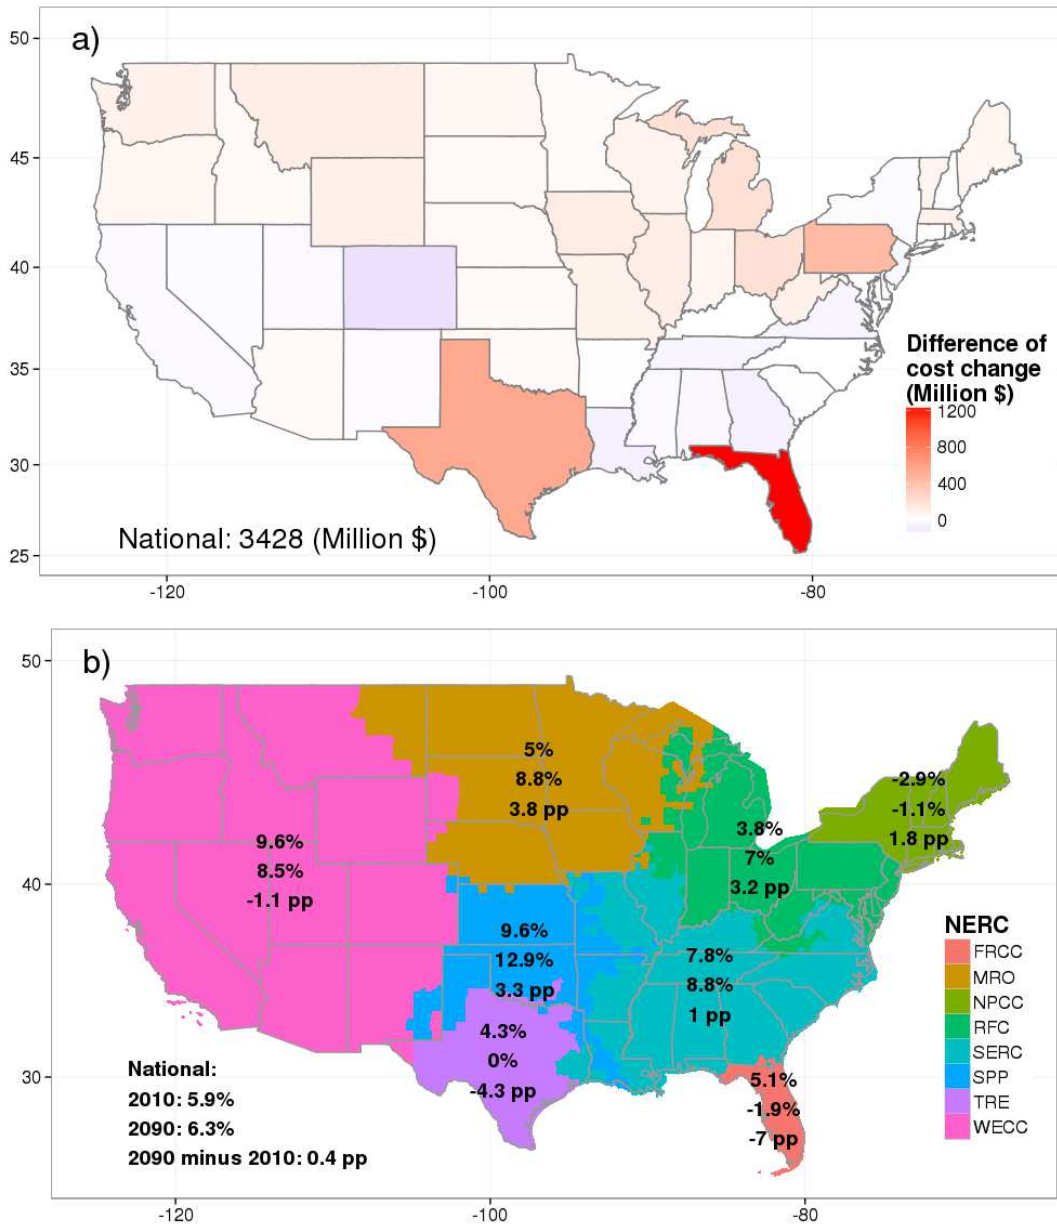 a)
50
45
40
35
30
25
-120
-100
-80
Difference of
cost change
(Million $)
1200
800
400
0
National: 3428 (Million $)
b)
50
40
30
-120
-100
-80
5%
8.8%
3.8 pp
-2.9%
-1.1%
1.8 pp
3.8%
7%
3.2 pp
9.6%
8.5%
-1.1 pp
9.6%
12.9%
3.3 pp
7.8%
8.8%
1 pp
4.3%
0%
-4.3 pp
5.1%
-1.9%
-7 pp
National:
2010: 5.9%
2090: 6.3%
2090 minus 2010: 0.4 pp
NERC
FRCC
MRO
NPCC
RFC
SERC
SPP
TRE
WECC